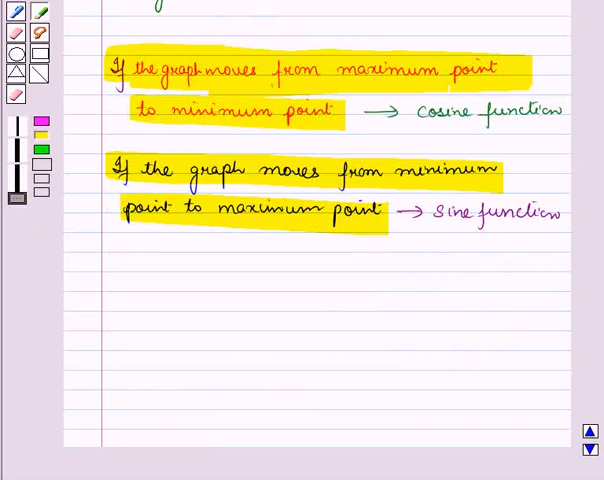 If the graph moves from maximum point
to minimum point → cosine function
If the graph moves from minimum
point to maximum point → sine function